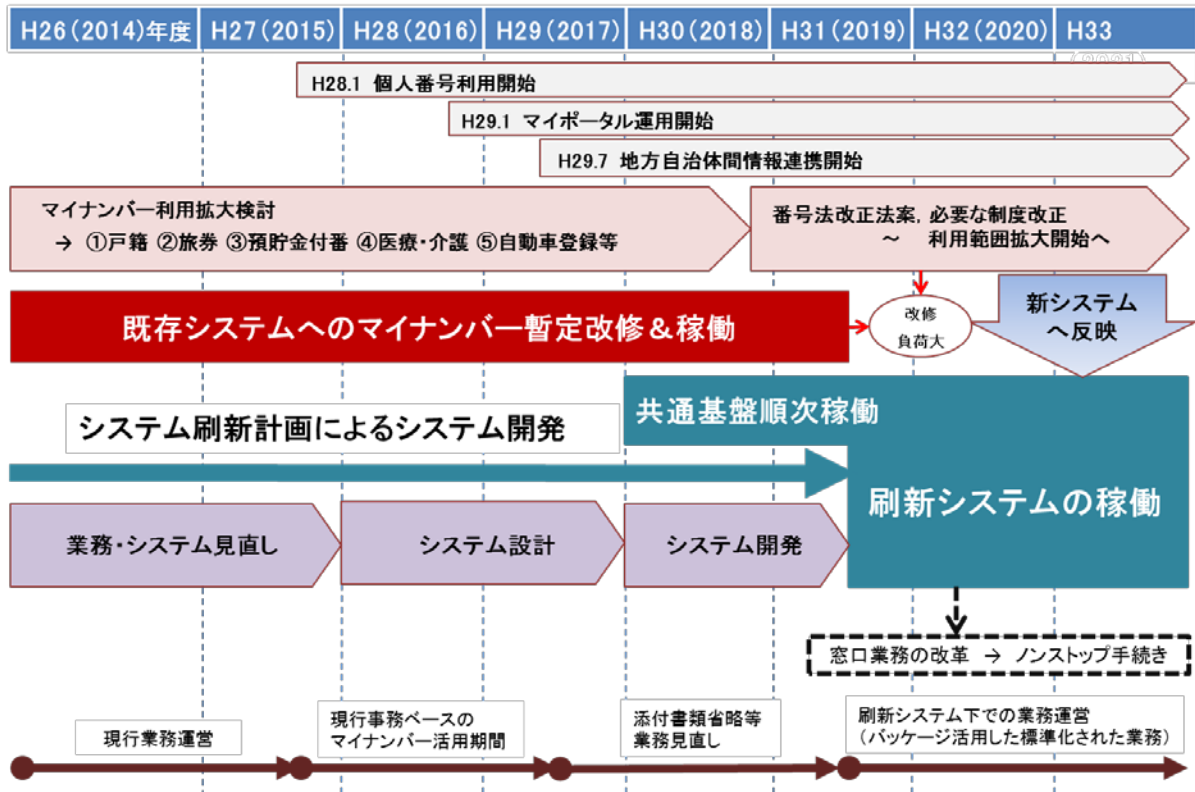 H26(2014)年度 H27(2015) H28(2016) H29(2017) H30(2018) H31(2019) H32(2020) H33
(2021)
H28.1 個人番号利用開始
H29.1 マイポータル運用開始
H29.7 地方自治体間情報連携開始
マイナンバー利用拡大検討
→ ①戸籍 ②旅券 ③預貯金付番 ④医療・介護 ⑤自動車登録等
番号法改正法案, 必要な制度改正
～ 利用範囲拡大開始へ
既存システムへのマイナンバー暫定改修&稼働
改修
負荷大
新システム
へ反映
システム刷新計画によるシステム開発
共通基盤順次稼働
刷新システムの稼働
業務・システム見直し
システム設計
システム開発
窓口業務の改革 → ノンストップ手続き
現行業務運営
現行事務ベースの
マイナンバー活用期間
添付書類省略等
業務見直し
刷新システム下での業務運営
(パッケージ活用した標準化された業務)